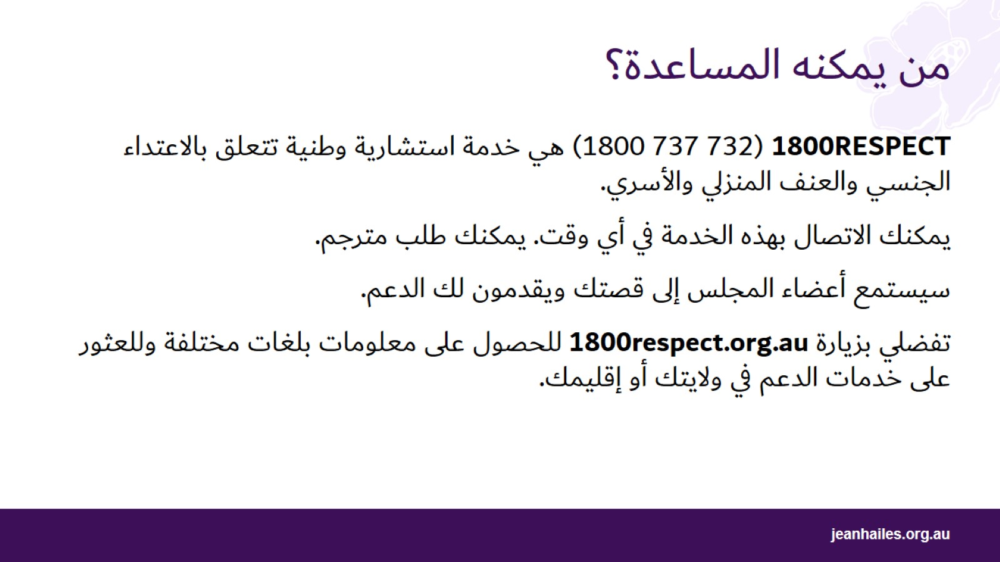 من يمكنه المساعدة؟
1800RESPECT (1800 737 732) هي خدمة استشارية وطنية تتعلق بالاعتداء
الجنسي والعنف المنزلي والأسري.
يمكنك الاتصال بهذه الخدمة في أي وقت. يمكنك طلب مترجم.
سيستمع أعضاء المجلس إلى قصتك ويقدمون لك الدعم.
تفضلي بزيارة 1800respect.org.au للحصول على معلومات بلغات مختلفة وللعثور
على خدمات الدعم في ولايتك أو إقليمك.
jeanhailes.org.au